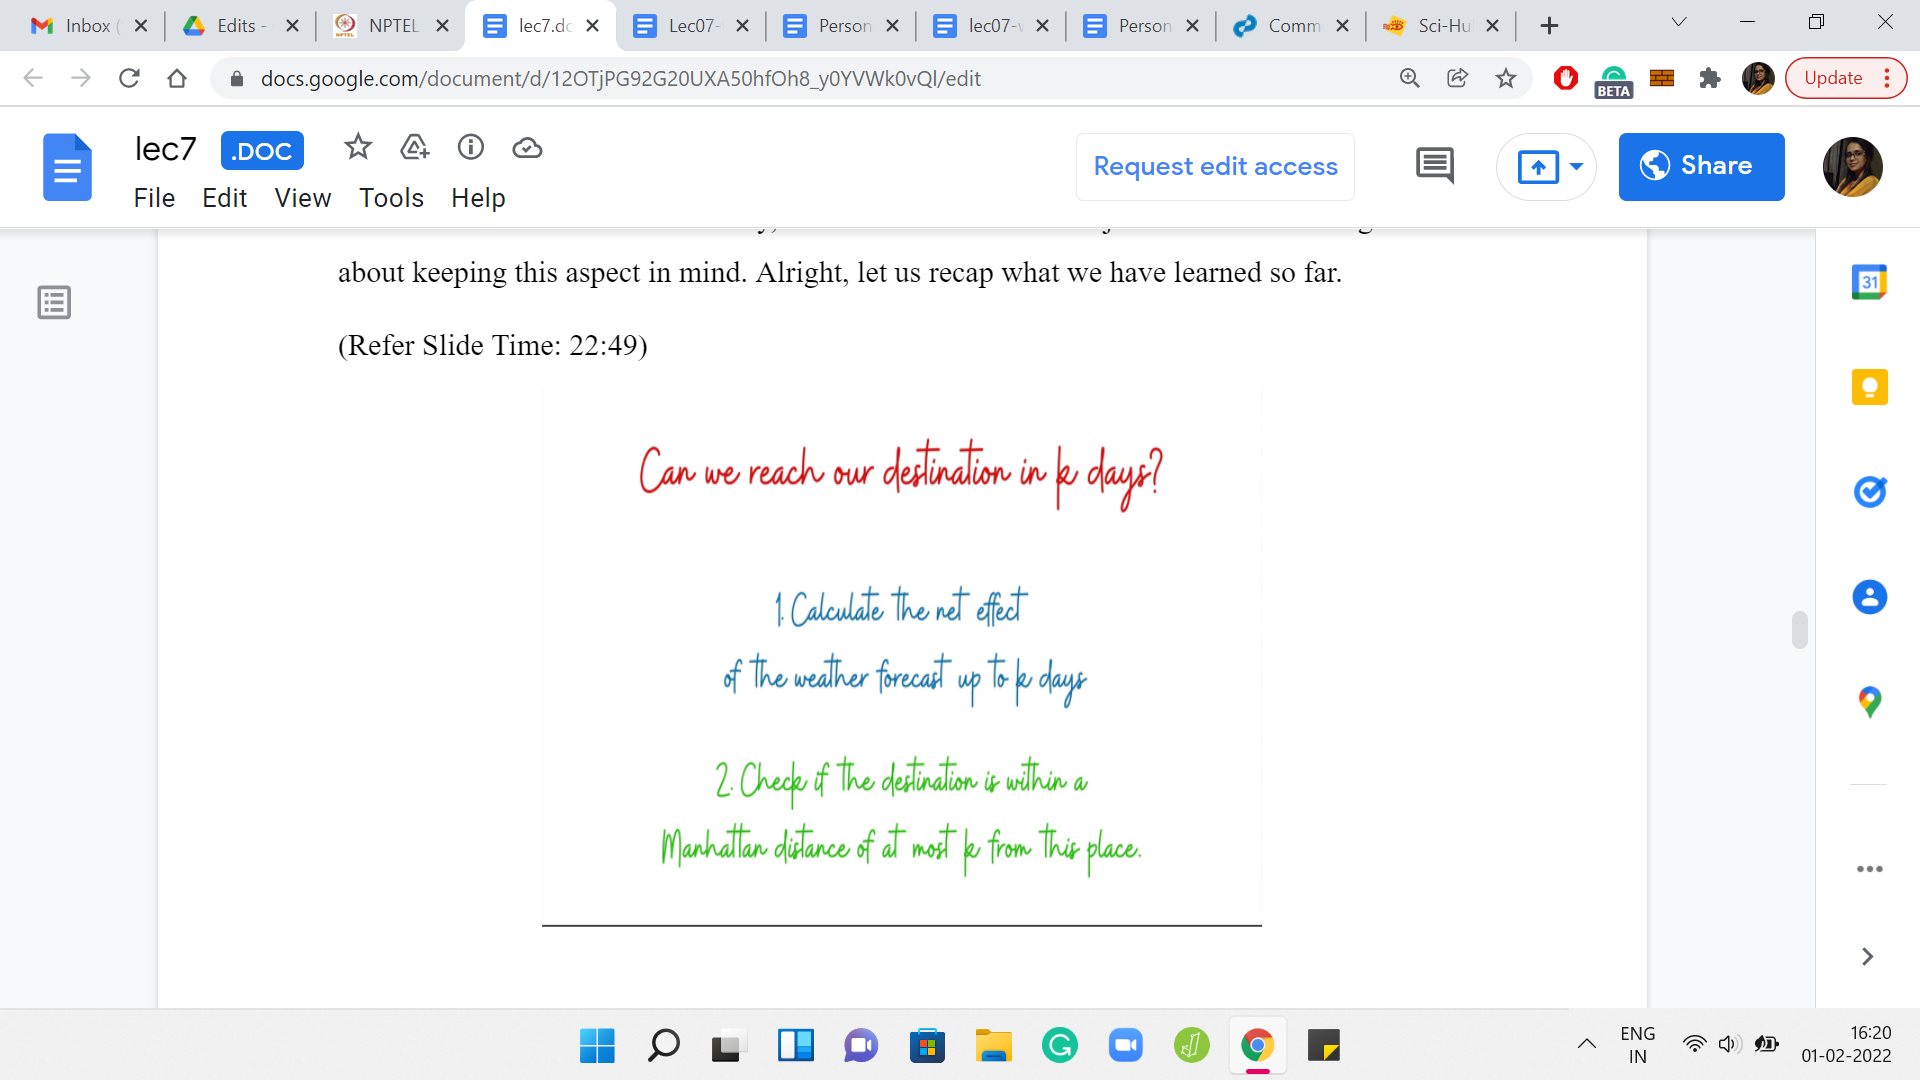 Inbox (
Edits -
NPTEL
lec7.dc
Lec07-
Person
lec07-v
Person
Comm
Sci-Hu
docs.google.com/document/d/12OTjPG92G20UXA50hfOh8_y0YVWk0vQl/edit
BETA
Update
lec7
.DOC
File Edit View Tools Help
Request edit access
Share
about keeping this aspect in mind. Alright, let us recap what we have learned so far.
(Refer Slide Time: 22:49)
Can we reach our destination in k days?
1. Calculate the net effect
of the weather forecast up to k days
2. Check if the destination is within a
Manhattan distance of at most k from this place.
31
ENG
IN
16:20
01-02-2022